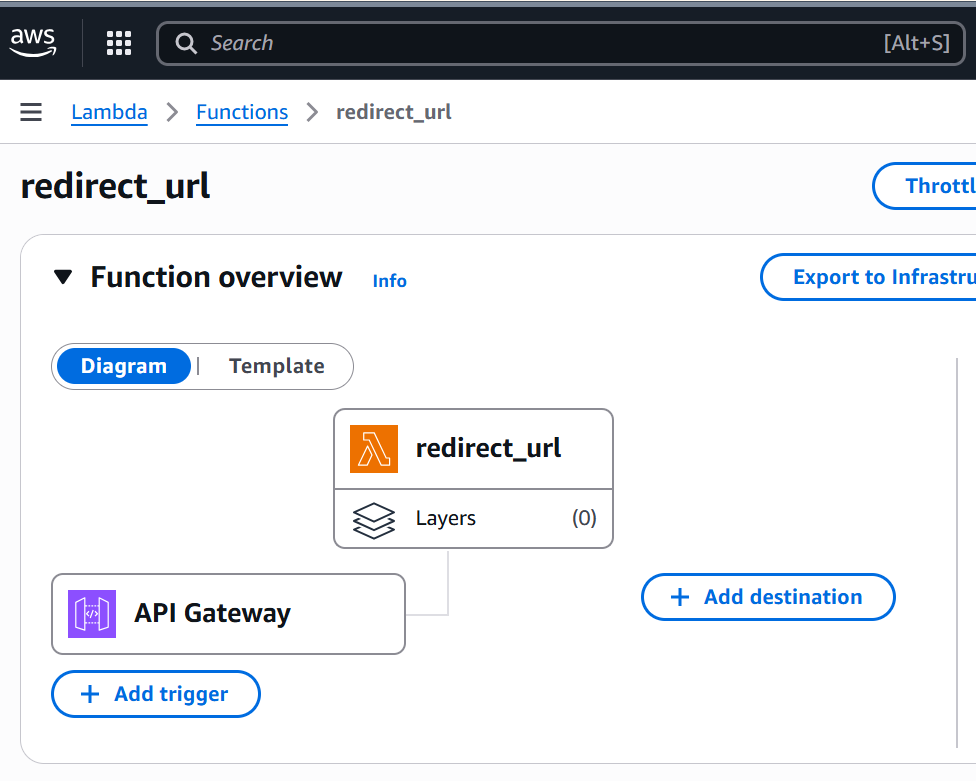 aws Search [Alt+S]
Lambda > Functions > redirect_url
redirect_url
Throttl
Function overview Info
Export to Infrastru
Diagram | Template
redirect_url
Layers (0)
API Gateway
+ Add destination
+ Add trigger